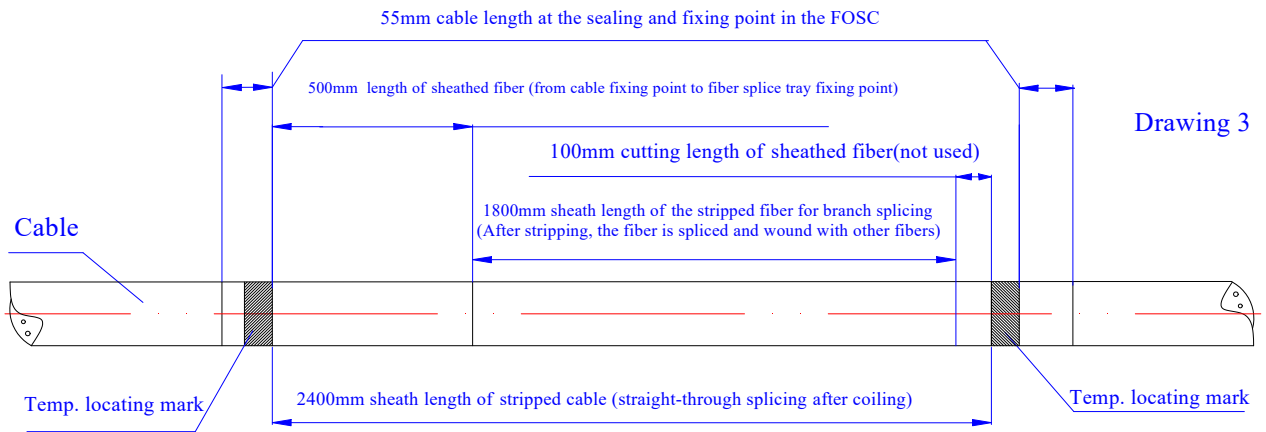 55mm cable length at the sealing and fixing point in the FOSC
500mm length of sheathed fiber (from cable fixing point to fiber splice tray fixing point)
Drawing 3
100mm cutting length of sheathed fiber(not used)
1800mm sheath length of the stripped fiber for branch splicing
(After stripping, the fiber is spliced and wound with other fibers)
Cable
Temp. locating mark
2400mm sheath length of stripped cable (straight-through splicing after coiling)
Temp. locating mark